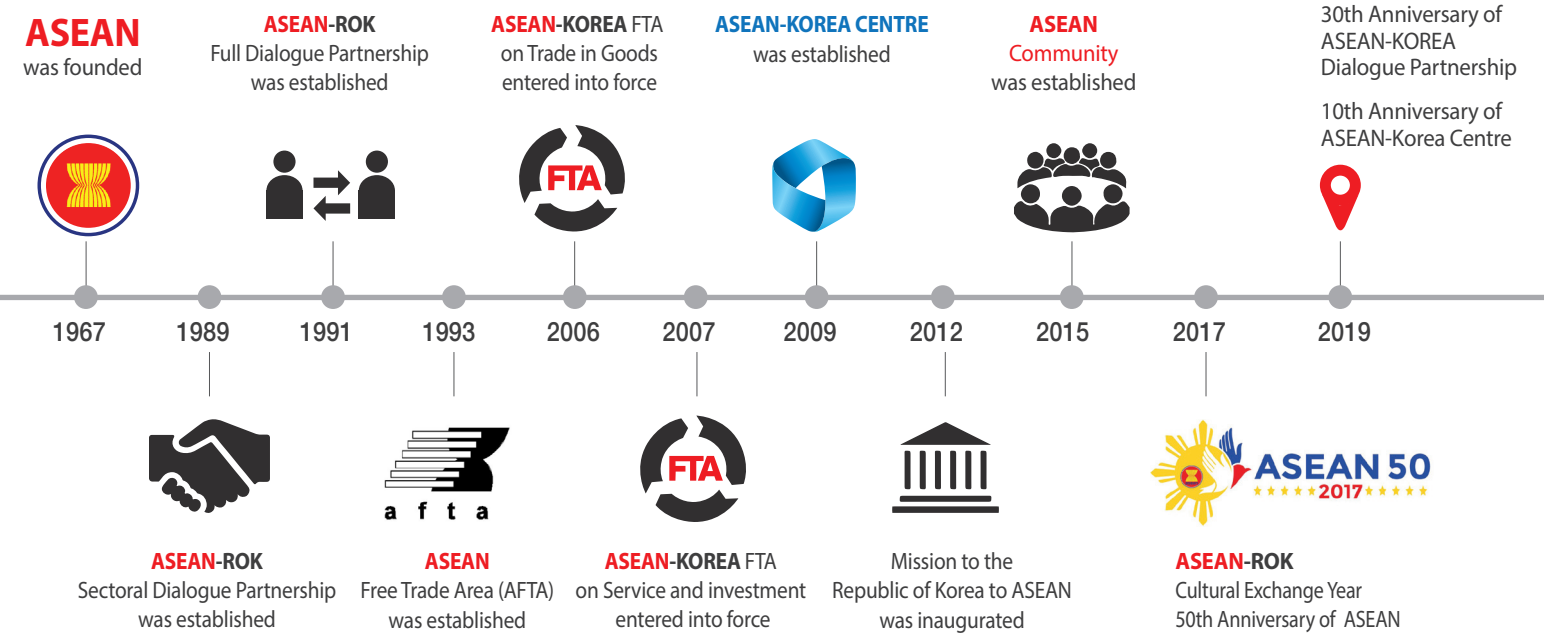 ASEAN
was founded
ASEAN-ROK
Full Dialogue Partnership
was established
ASEAN-KOREA FTA
on Trade in Goods
entered into force
ASEAN-KOREA CENTRE
was established
ASEAN
Community
was established
30th Anniversary of
ASEAN-KOREA
Dialogue Partnership
10th Anniversary of
ASEAN-Korea Centre
FTA
1967
1989
1991
1993
2006
2007
2009
2012
2015
2017
2019
afta
FTA
ASEAN 50
2017
ASEAN-ROK
Sectoral Dialogue Partnership
was established
ASEAN
Free Trade Area (AFTA)
was established
ASEAN-KOREA FTA
on Service and investment
entered into force
Mission to the
Republic of Korea to ASEAN
was inaugurated
ASEAN-ROK
Cultural Exchange Year
50th Anniversary of ASEAN